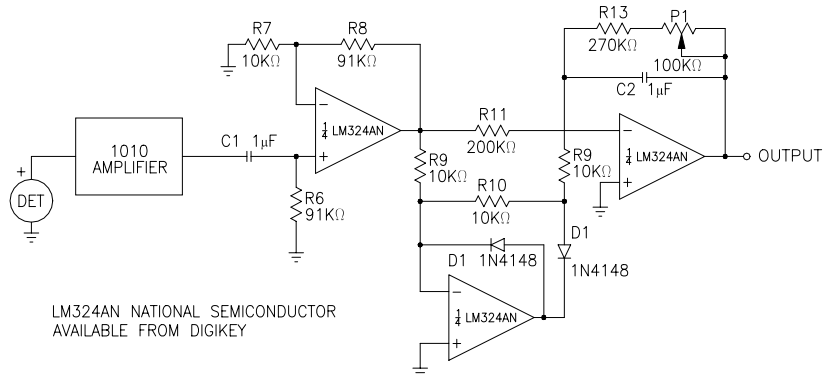 R13
P1
270KΩ
100KΩ
R7
R8
10KΩ
91KΩ
C2
1µF
−
¼ LM324AN
+
C1
1µF
R11
200KΩ
−
¼ LM324AN
+
OUTPUT
1010
AMPLIFIER
+
DET
R9
10KΩ
R9
10KΩ
R10
10KΩ
R6
91KΩ
D1
1N4148
D1
1N4148
−
¼ LM324AN
+
LM324AN NATIONAL SEMICONDUCTOR
AVAILABLE FROM DIGIKEY